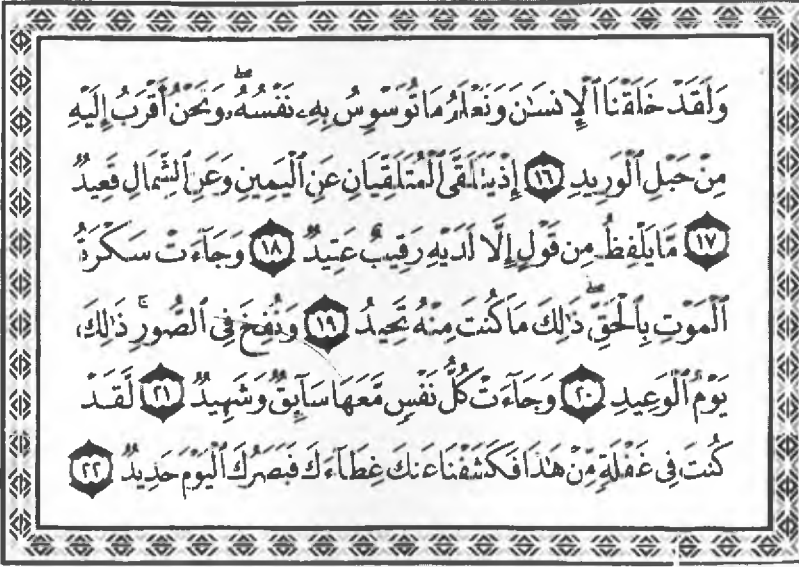 وَلَقَدْ خَلَقْنَا ٱلْإِنسَٰنَ وَنَعْلَمُ مَا تُوَسْوِسُ بِهِۦ نَفْسُهُۥۖ وَنَحْنُ أَقْرَبُ إِلَيْهِ
مِنْ حَبْلِ ٱلْوَرِيدِ ١٦ إِذْ يَتَلَقَّى ٱلْمُتَلَقِّيَانِ عَنِ ٱلْيَمِينِ وَعَنِ ٱلشِّمَالِ قَعِيدٌ
١٧ مَّا يَلْفِظُ مِن قَوْلٍ إِلَّا لَدَيْهِ رَقِيبٌ عَتِيدٌ ١٨ وَجَآءَتْ سَكْرَةُ
ٱلْمَوْتِ بِٱلْحَقِّۖ ذَٰلِكَ مَا كُنتَ مِنْهُ تَحِيدُ ١٩ وَنُفِخَ فِى ٱلصُّورِۚ ذَٰلِكَ
يَوْمُ ٱلْوَعِيدِ ٢٠ وَجَآءَتْ كُلُّ نَفْسٍ مَّعَهَا سَآئِقٌ وَشَهِيدٌ ٢١ لَّقَدْ
كُنتَ فِى غَفْلَةٍ مِّنْ هَٰذَا فَكَشَفْنَا عَنكَ غِطَآءَكَ فَبَصَرُكَ ٱلْيَوْمَ حَدِيدٌ ٢٢